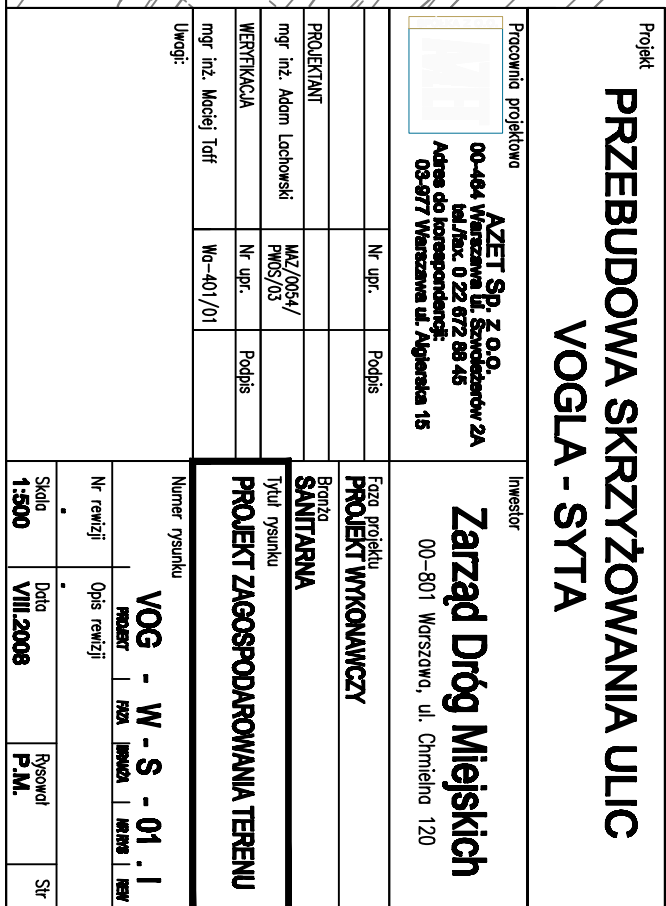 Projekt
PRZEBUDOWA SKRZYŻOWANIA ULIC
VOGLA - SYTA
Pracownia projektowa
AZET Sp. z o.o.
00-464 Warszawa ul. Szwoleżerów 2A
tel./fax. 0 22 672 88 45
Adres do korespondencji:
03-977 Warszawa ul. Algierska 15
Inwestor
Zarząd Dróg Miejskich
00-801 Warszawa, ul. Chmielna 120
Nr upr. Podpis
PROJEKTANT
mgr inż. Adam Lachowski MAZ/0054/
PWOS/03
WERYFIKACJA Nr upr. Podpis
mgr inż. Maciej Taff Wa-401/01
Uwagi:
Faza projektu
PROJEKT WYKONAWCZY
Branża
SANITARNA
Tytuł rysunku
PROJEKT ZAGOSPODAROWANIA TERENU
Numer rysunku
VOG - W - S - 01 . I
PROJEKT FAZA BRANŻA NR RYS REW
Nr rewizji Opis rewizji
. .
Skala Data Rysował Str
1:500 VIII.2008 P.M.